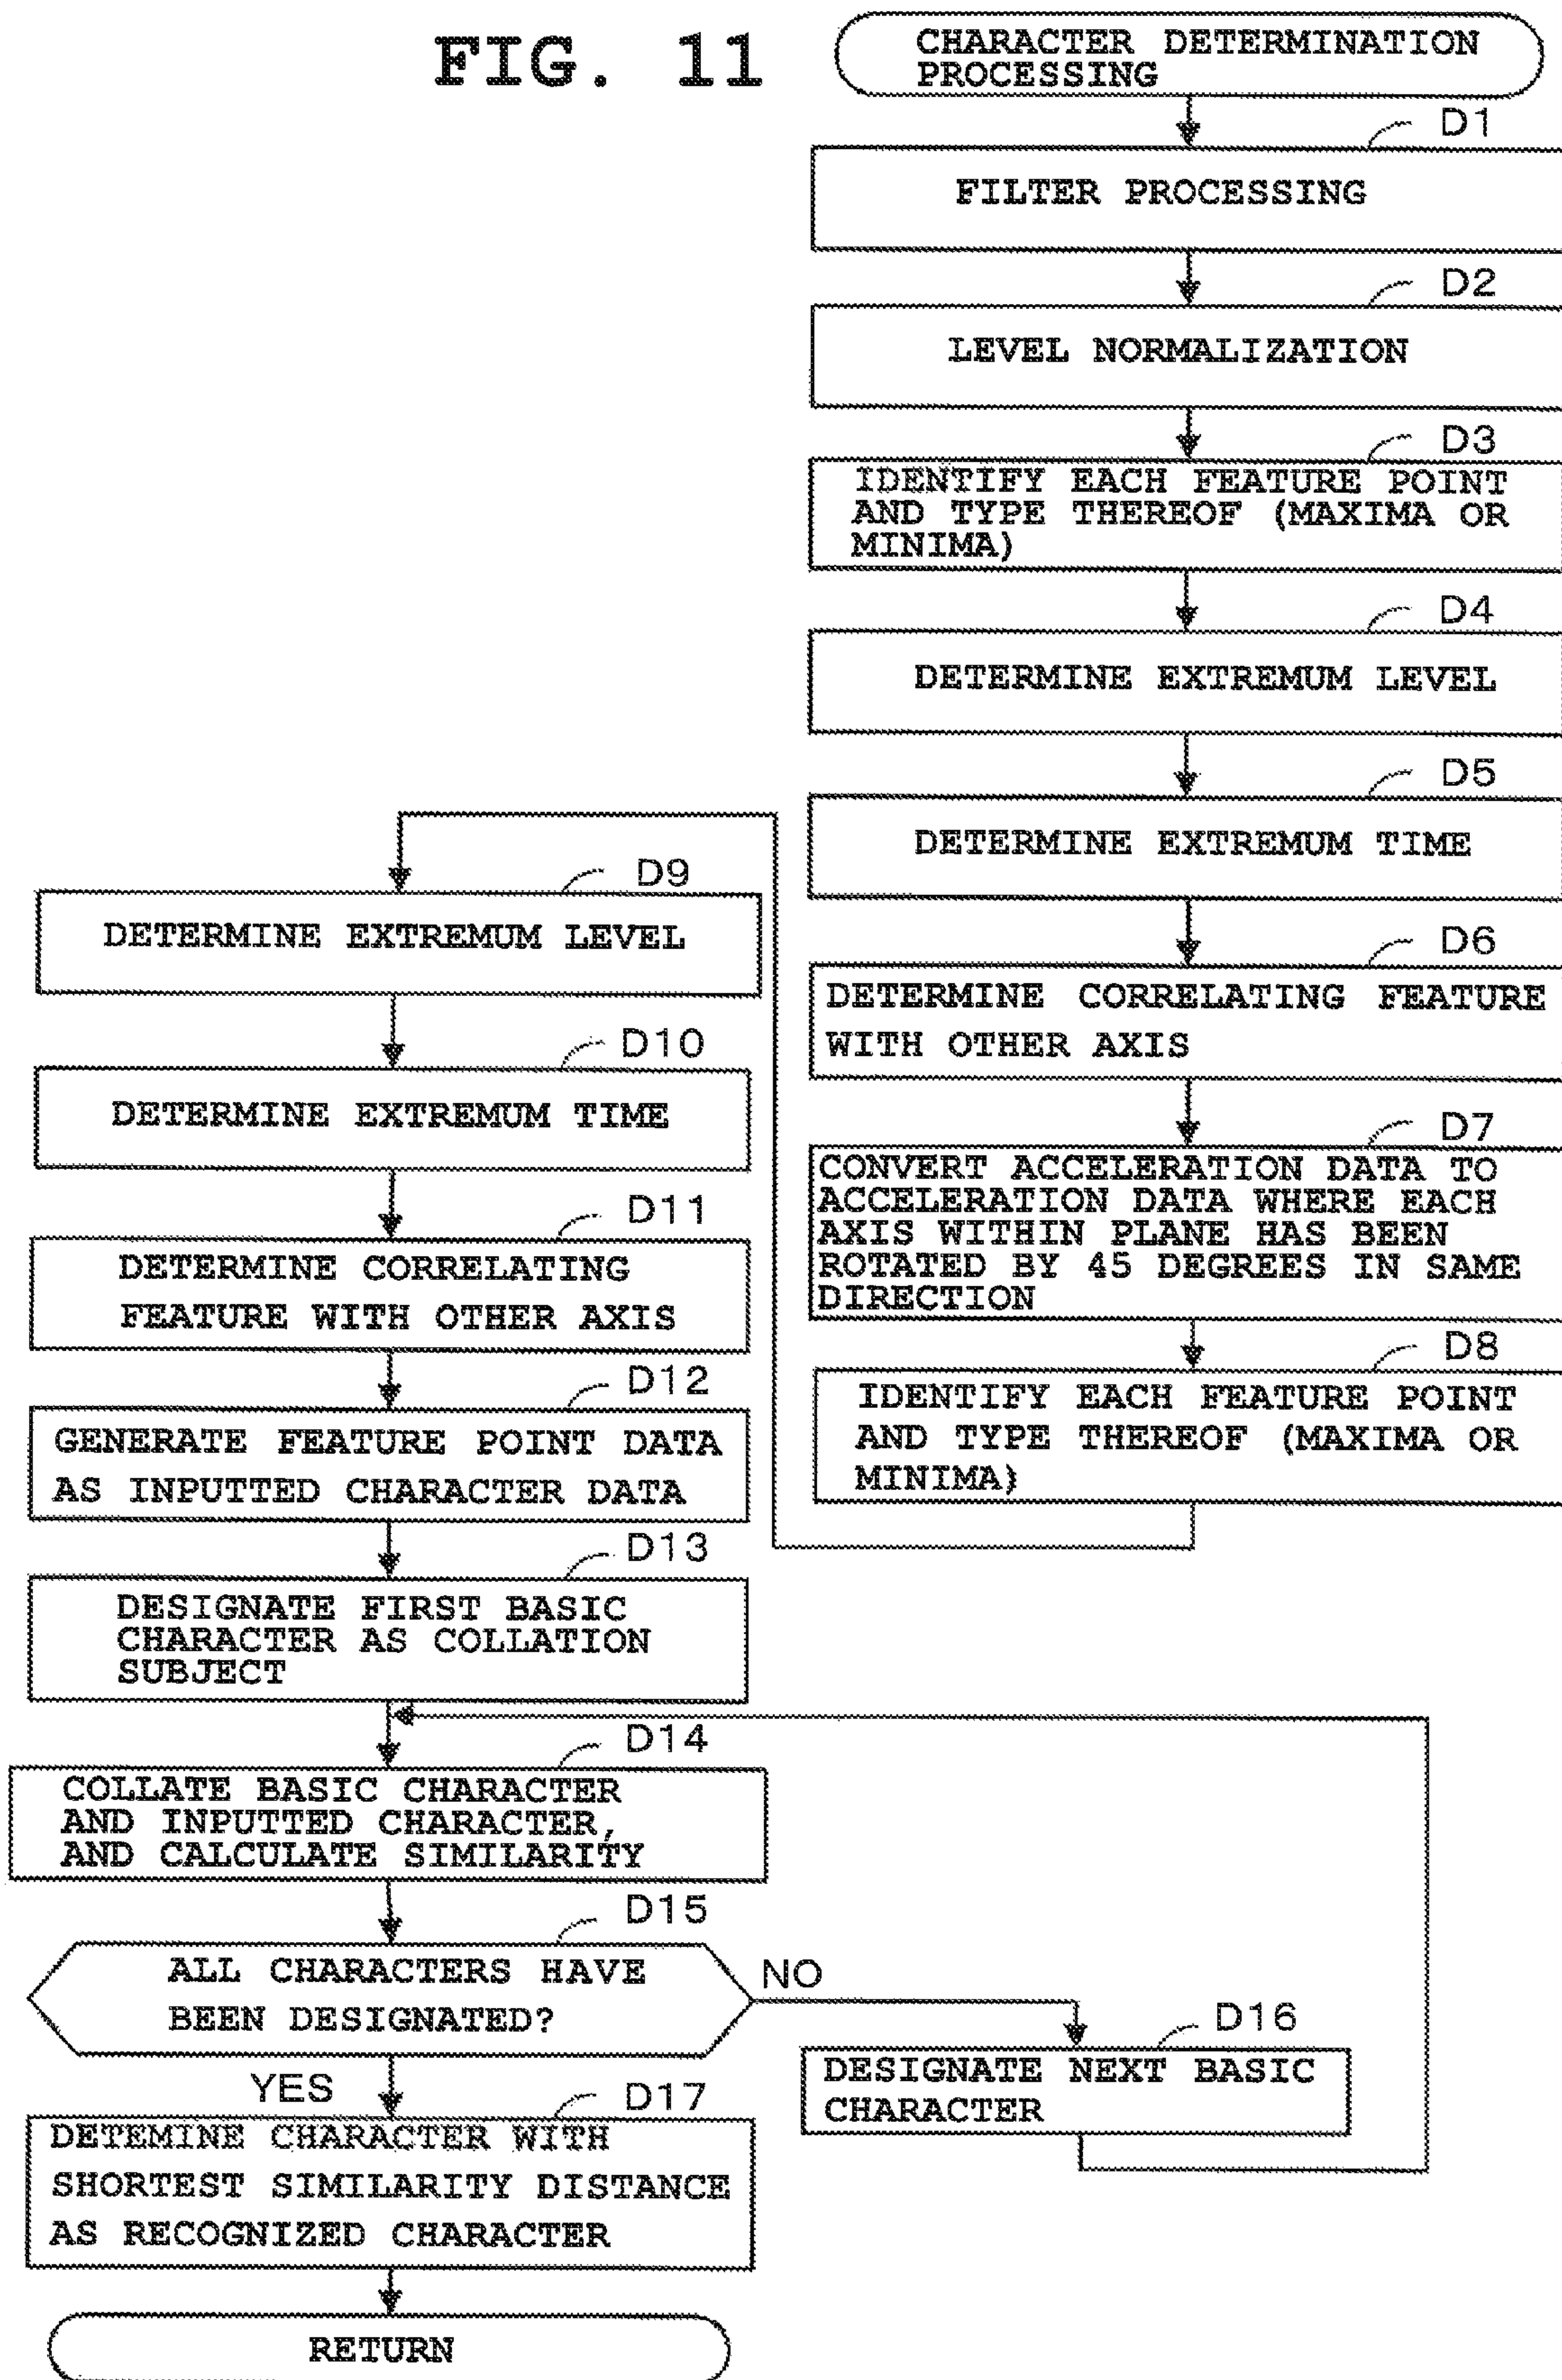 FIG. 11
CHARACTER DETERMINATION
PROCESSING
D1
FILTER PROCESSING
D2
LEVEL NORMALIZATION
D3
IDENTIFY EACH FEATURE POINT
AND TYPE THEREOF (MAXIMA OR
MINIMA)
D4
DETERMINE EXTREMUM LEVEL
D5
DETERMINE EXTREMUM TIME
D6
DETERMINE CORRELATING FEATURE
WITH OTHER AXIS
D7
CONVERT ACCELERATION DATA TO
ACCELERATION DATA WHERE EACH
AXIS WITHIN PLANE HAS BEEN
ROTATED BY 45 DEGREES IN SAME
DIRECTION
D8
IDENTIFY EACH FEATURE POINT
AND TYPE THEREOF (MAXIMA OR
MINIMA)
D9
DETERMINE EXTREMUM LEVEL
D10
DETERMINE EXTREMUM TIME
D11
DETERMINE CORRELATING
FEATURE WITH OTHER AXIS
D12
GENERATE FEATURE POINT DATA
AS INPUTTED CHARACTER DATA
D13
DESIGNATE FIRST BASIC
CHARACTER AS COLLATION
SUBJECT
D14
COLLATE BASIC CHARACTER
AND INPUTTED CHARACTER,
AND CALCULATE SIMILARITY
D15
ALL CHARACTERS HAVE
BEEN DESIGNATED?
NO
D16
DESIGNATE NEXT BASIC
CHARACTER
YES
D17
DETEMINE CHARACTER WITH
SHORTEST SIMILARITY DISTANCE
AS RECOGNIZED CHARACTER
RETURN